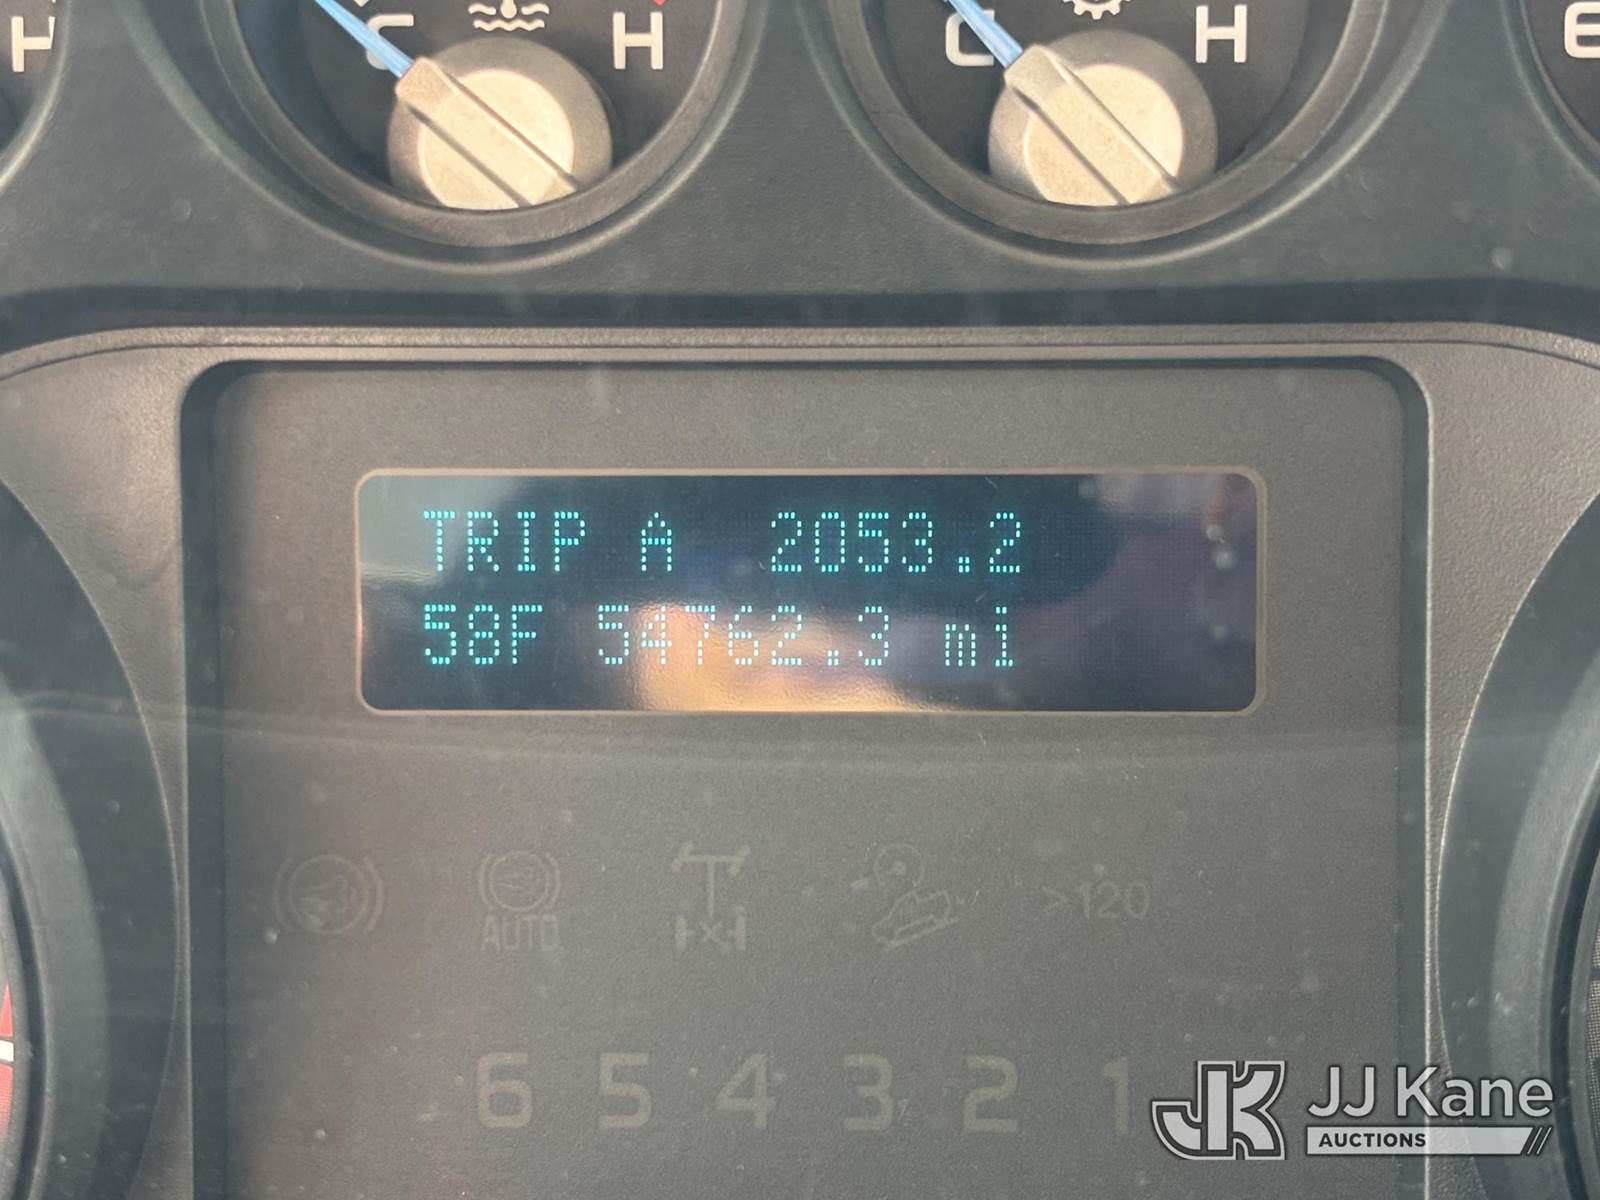 H C H C H E
TRIP A 2053.2
58F 54762.3 mi
AUTO >120
6 5 4 3 2 1
JJ Kane
AUCTIONS